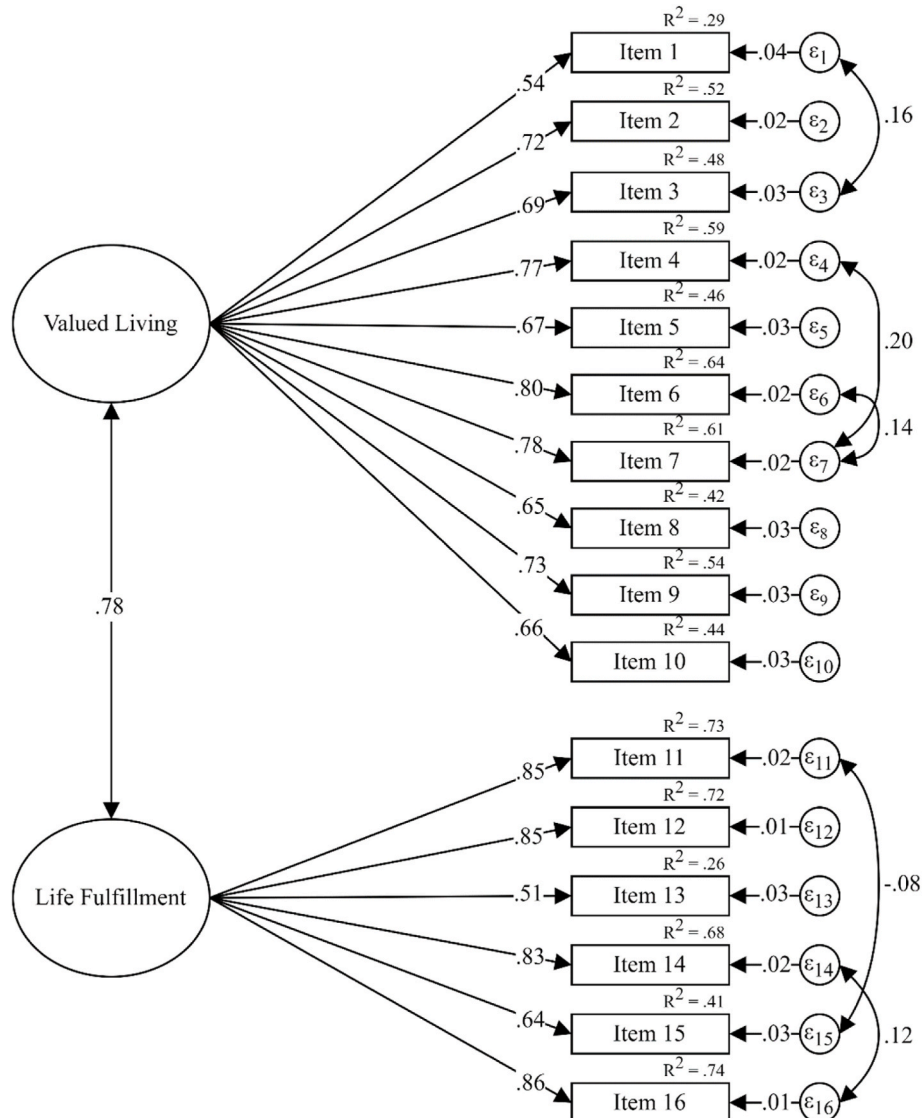 R² = .29
Item 1
.04
ε₁
.54
.16
R² = .52
Item 2
.02
ε₂
.72
R² = .48
Item 3
.03
ε₃
.69
R² = .59
Item 4
.02
ε₄
.77
R² = .46
Item 5
.03
ε₅
.67
.20
R² = .64
Item 6
.02
ε₆
.80
.14
R² = .61
Item 7
.02
ε₇
.78
R² = .42
Item 8
.03
ε₈
.65
R² = .54
Item 9
.03
ε₉
.73
R² = .44
Item 10
.03
ε₁₀
.66
Valued Living
.78
Life Fulfillment
R² = .73
Item 11
.02
ε₁₁
.85
R² = .72
Item 12
.01
ε₁₂
.85
R² = .26
Item 13
.03
ε₁₃
.51
-.08
R² = .68
Item 14
.02
ε₁₄
.83
R² = .41
Item 15
.03
ε₁₅
.64
.12
R² = .74
Item 16
.01
ε₁₆
.86